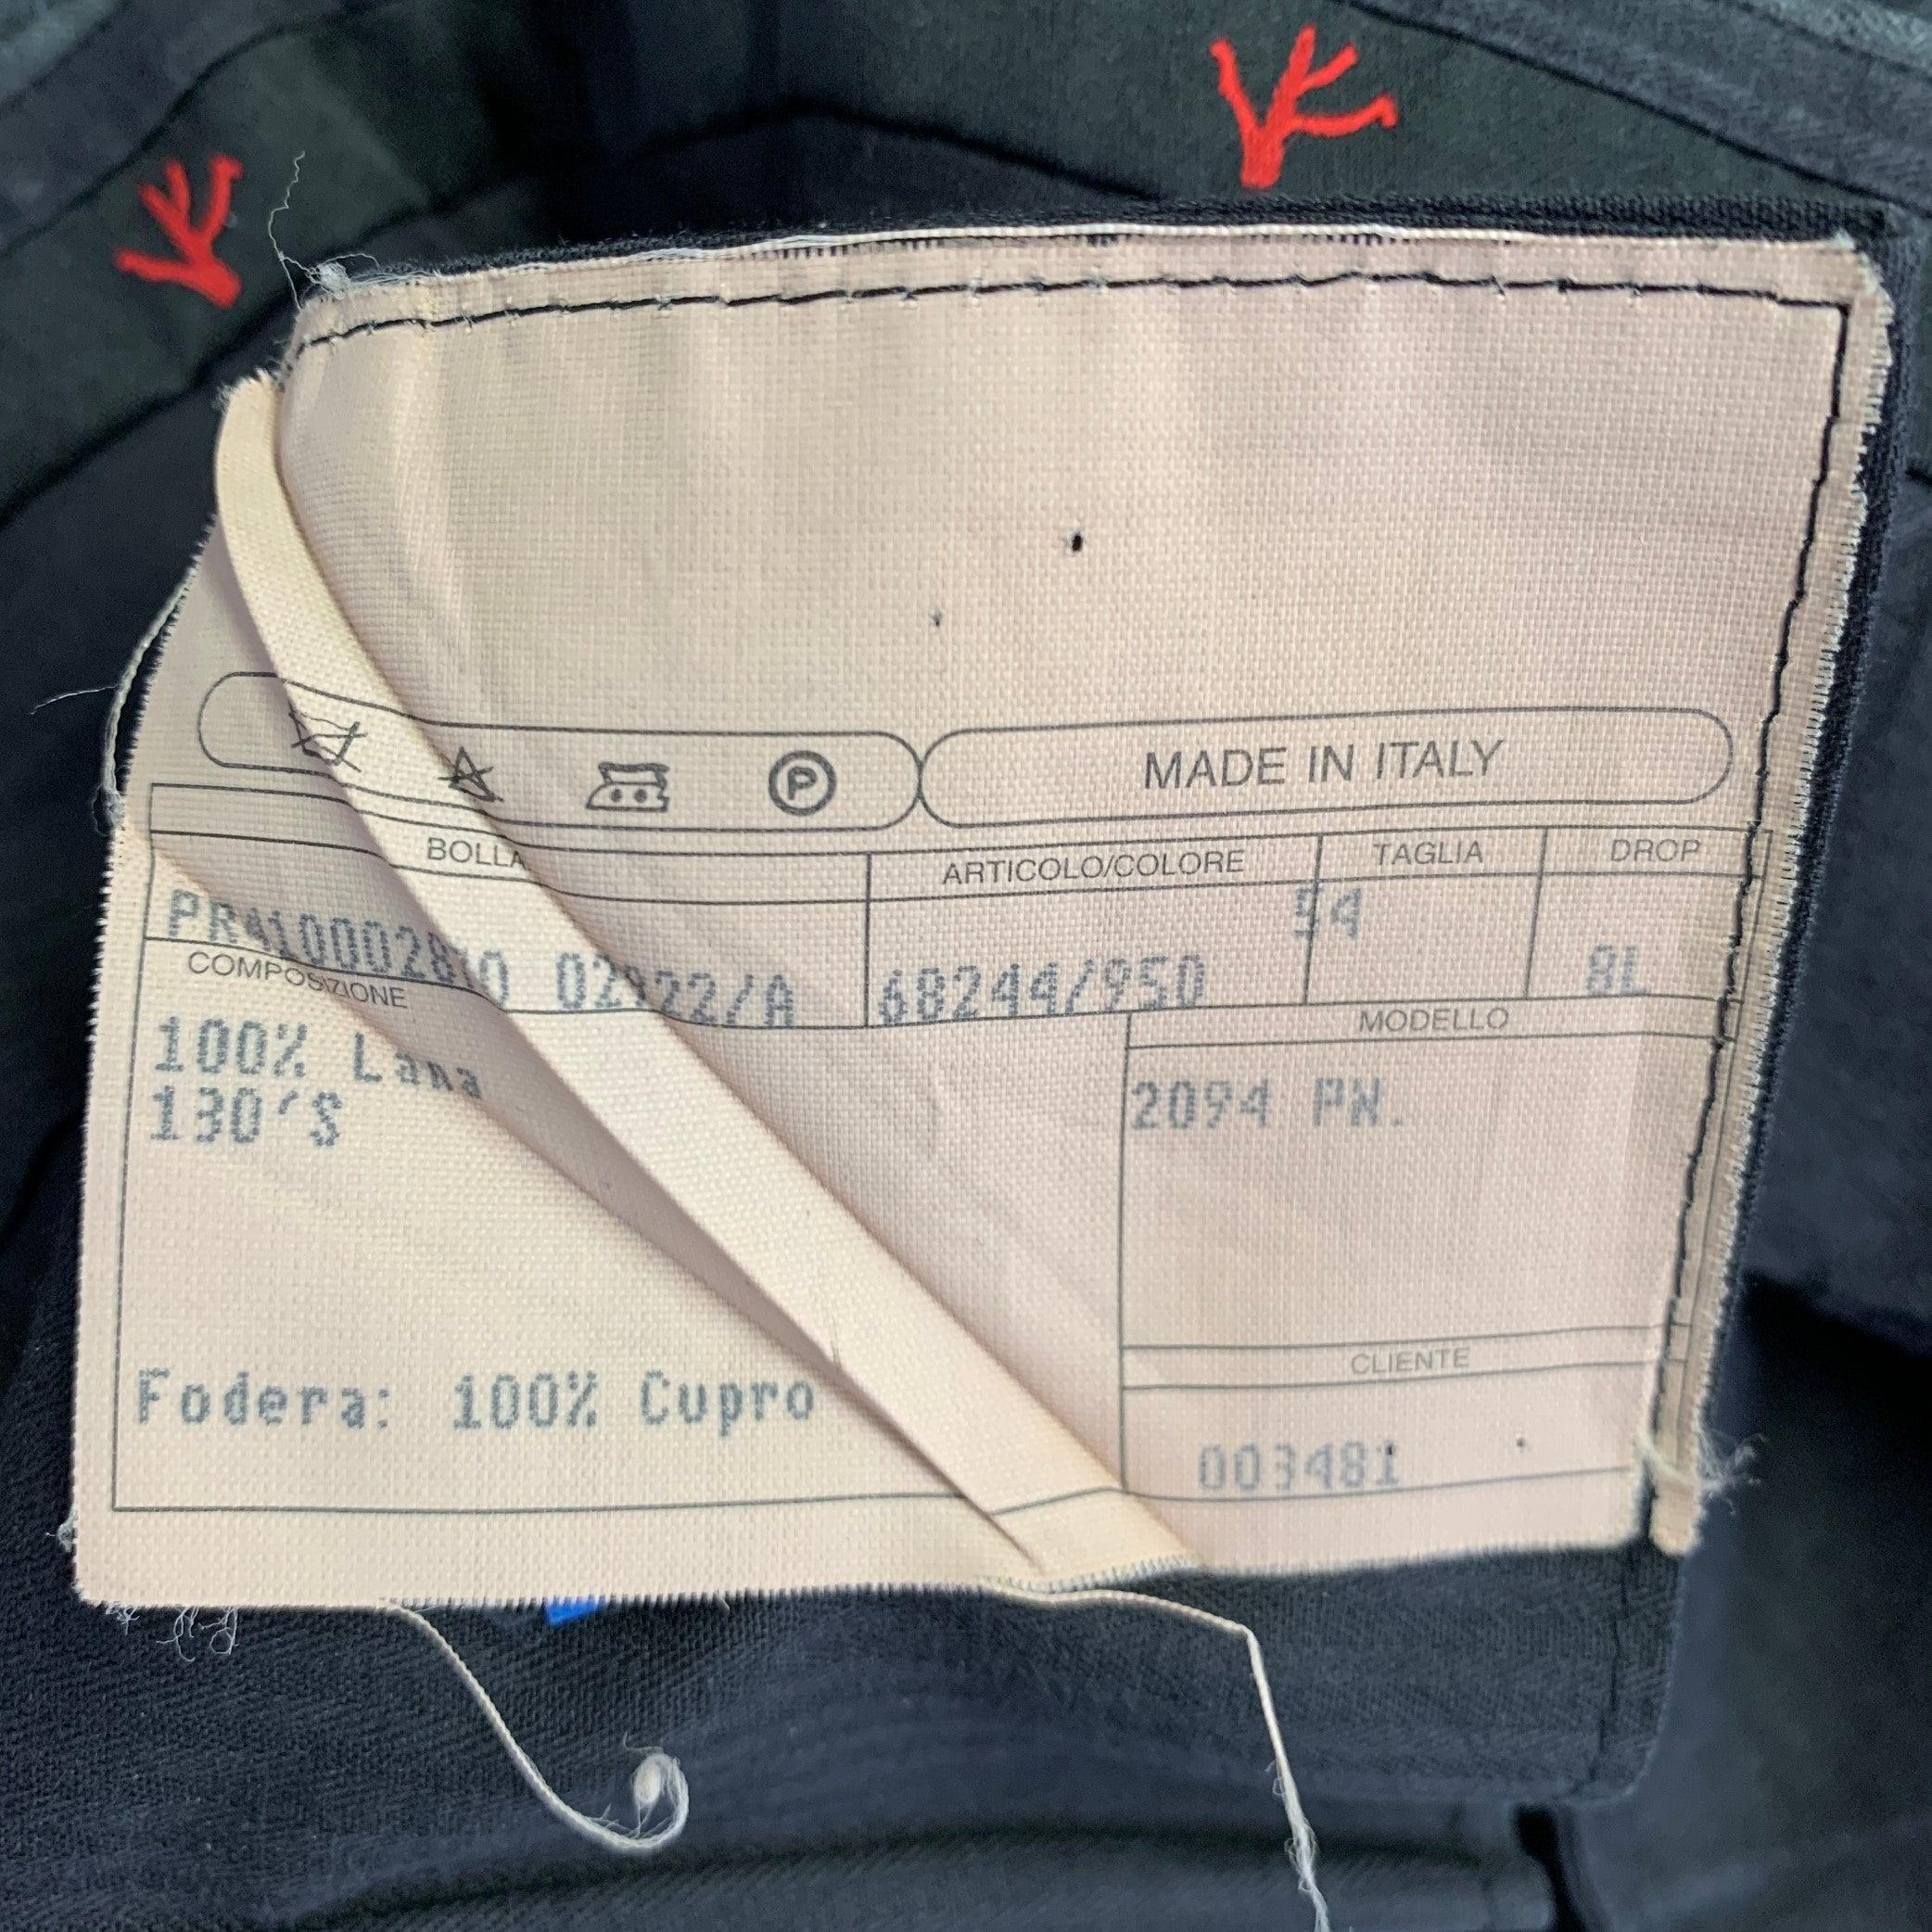 P
MADE IN ITALY
BOLLA
ARTICOLO/COLORE
TAGLIA
DROP
68244/950
54
8L
COMPOSIZIONE
100% Lana
130'S
Fodera: 100% Cupro
MODELLO
2094 PN.
CLIENTE
003481